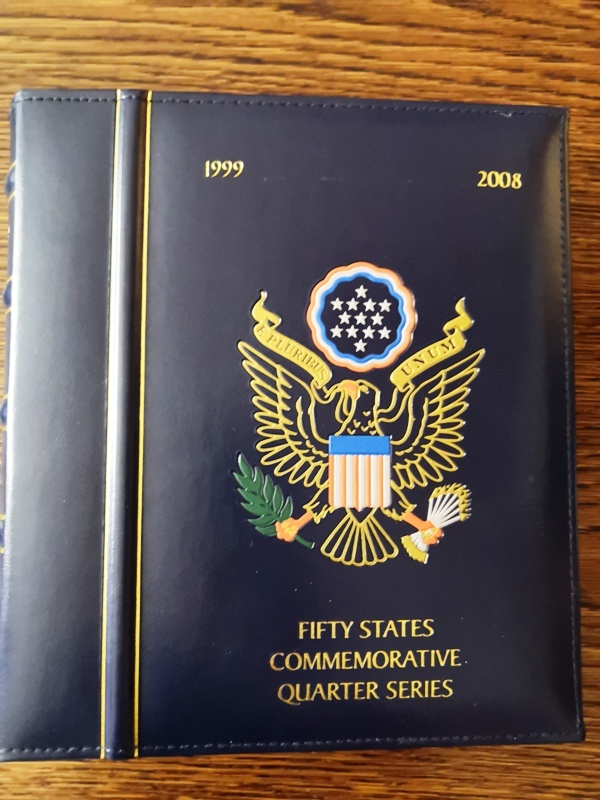 1999 2008
E PLURIBUS UNUM
FIFTY STATES
COMMEMORATIVE
QUARTER SERIES